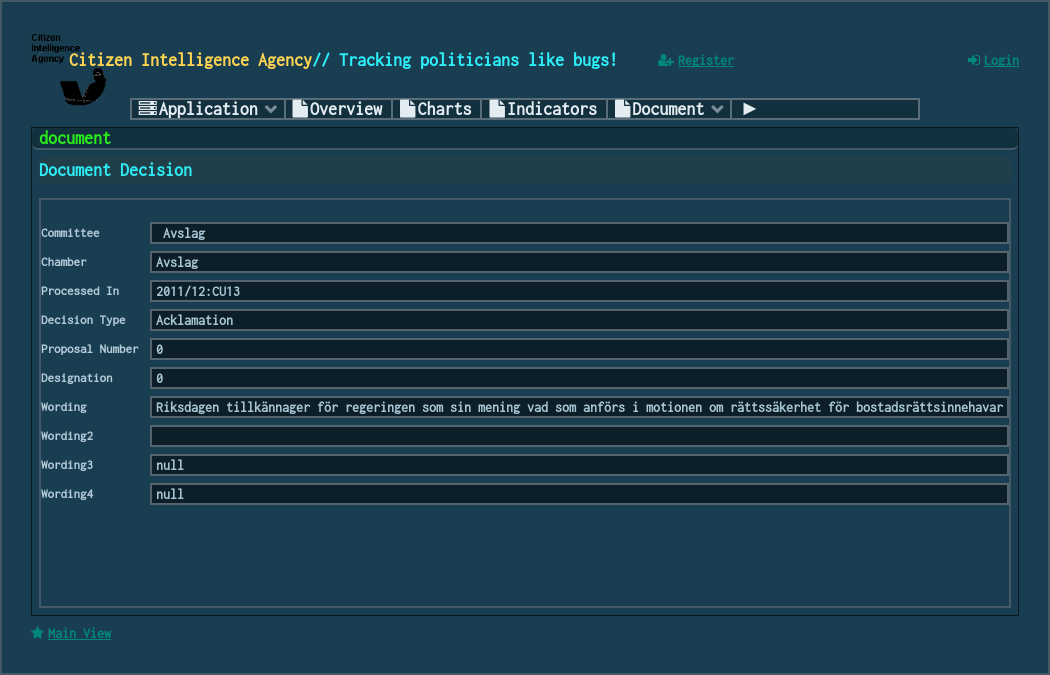 Citizen
Intelligence
Agency
Citizen Intelligence Agency// Tracking politicians like bugs!
Register
Login
Application
Overview
Charts
Indicators
Document
document
Document Decision
Committee Avslag
Chamber Avslag
Processed In 2011/12:CU13
Decision Type Acklamation
Proposal Number 0
Designation 0
Wording Riksdagen tillkännager för regeringen som sin mening vad som anförs i motionen om rättssäkerhet för bostadsrättsinnehavar
Wording2
Wording3 null
Wording4 null
Main View